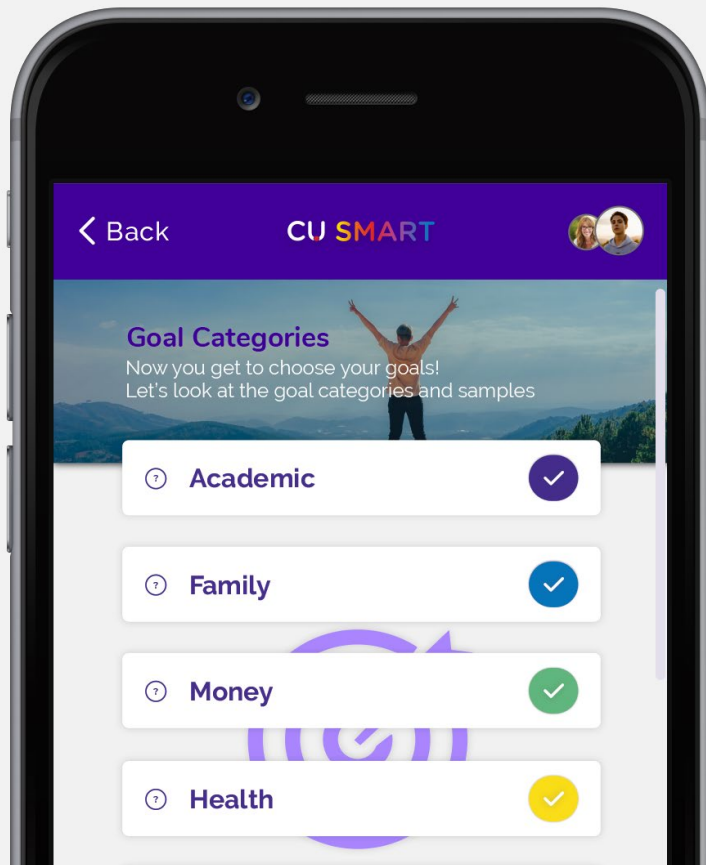 Back
CU SMART
Goal Categories
Now you get to choose your goals!
Let's look at the goal categories and samples
? Academic
? Family
? Money
? Health